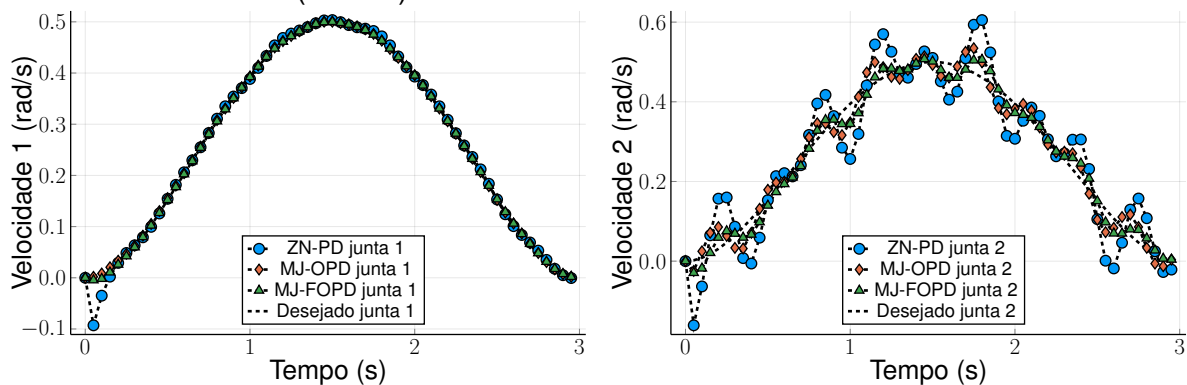 0.5
0.4
0.3
0.2
0.1
0.0
−0.1
Velocidade 1 (rad/s)
ZN-PD junta 1
MJ-OPD junta 1
MJ-FOPD junta 1
Desejado junta 1
0 1 2 3
Tempo (s)
0.6
0.4
0.2
0.0
Velocidade 2 (rad/s)
ZN-PD junta 2
MJ-OPD junta 2
MJ-FOPD junta 2
Desejado junta 2
0 1 2 3
Tempo (s)